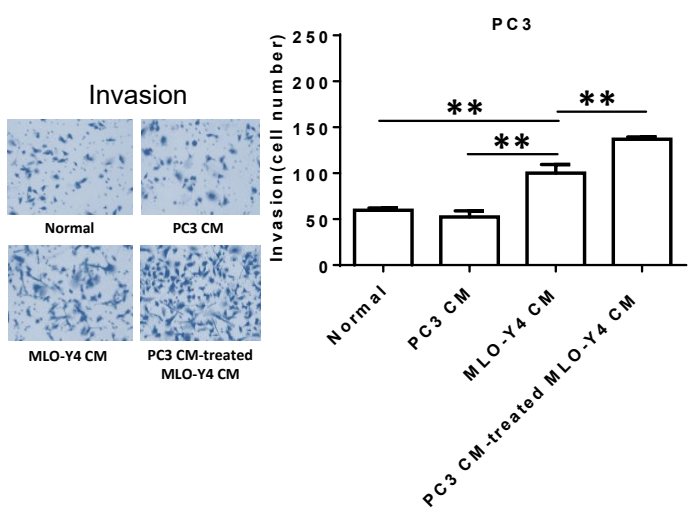 Invasion
Normal
PC3 CM
MLO-Y4 CM
PC3 CM-treated
MLO-Y4 CM
PC3
Invasion(cell number)
250
200
150
100
50
0
**
**
**
Normal
PC3 CM
MLO-Y4 CM
PC3 CM-treated MLO-Y4 CM